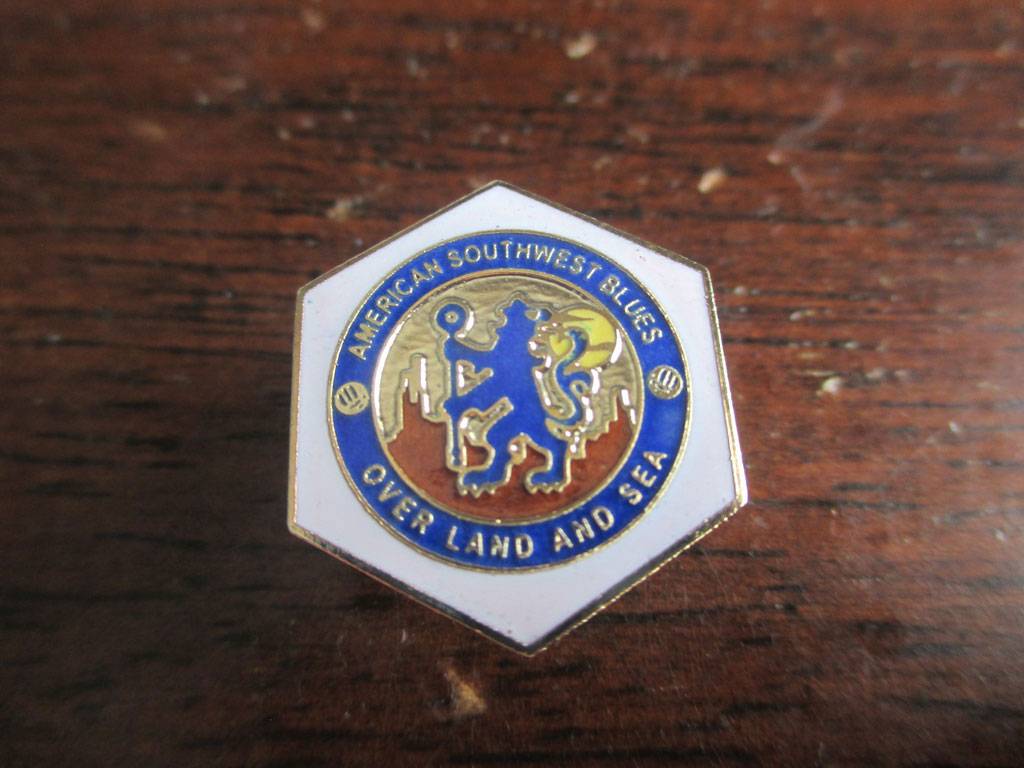 AMERICAN SOUTHWEST BLUES
OVER LAND AND SEA